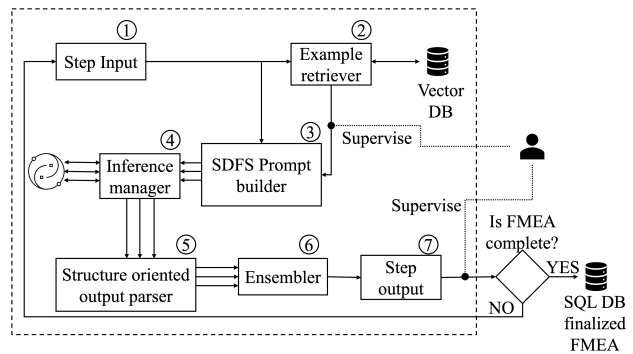 ①
Step Input
②
Example
retriever
Vector
DB
Supervise
③
SDFS Prompt
builder
④
Inference
manager
Supervise
Is FMEA
complete?
⑤
Structure oriented
output parser
⑥
Ensembler
⑦
Step
output
YES
NO
SQL DB
finalized
FMEA